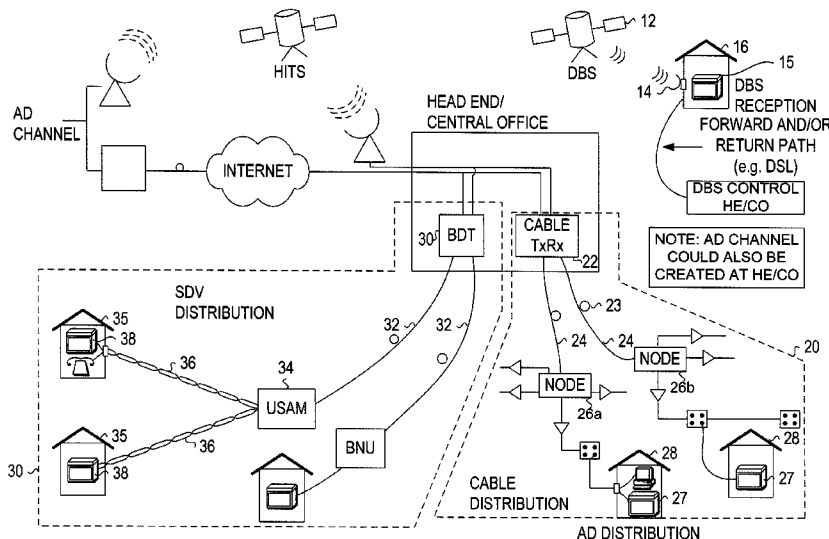 12
16
15
HITS
DBS
14
DBS
RECEPTION
FORWARD AND/OR
RETURN PATH
(e.g. DSL)
AD
CHANNEL
HEAD END/
CENTRAL OFFICE
INTERNET
DBS CONTROL
HE/CO
30
BDT
CABLE
TxRx
22
NOTE: AD CHANNEL
COULD ALSO BE
CREATED AT HE/CO
SDV
DISTRIBUTION
35
38
32
32
23
24
24
20
36
34
USAM
NODE
26b
NODE
26a
35
36
38
30
BNU
28
28
27
27
CABLE
DISTRIBUTION
AD DISTRIBUTION